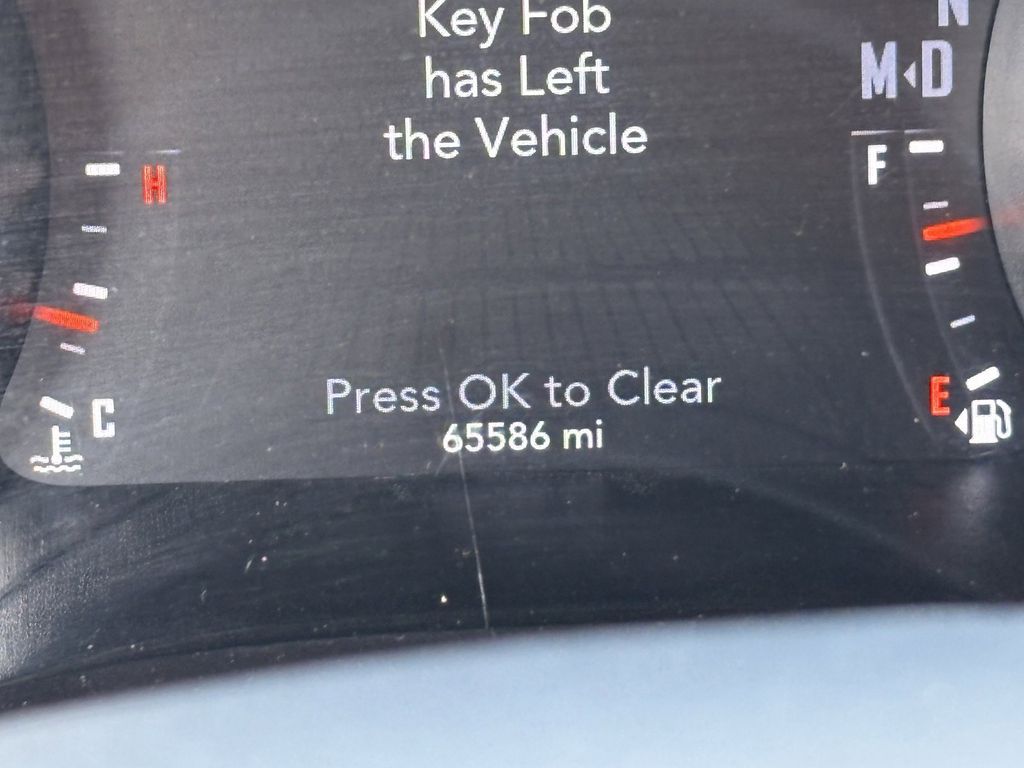 Key Fob
has Left
the Vehicle
N
M D
H
F
C
E
Press OK to Clear
65586 mi